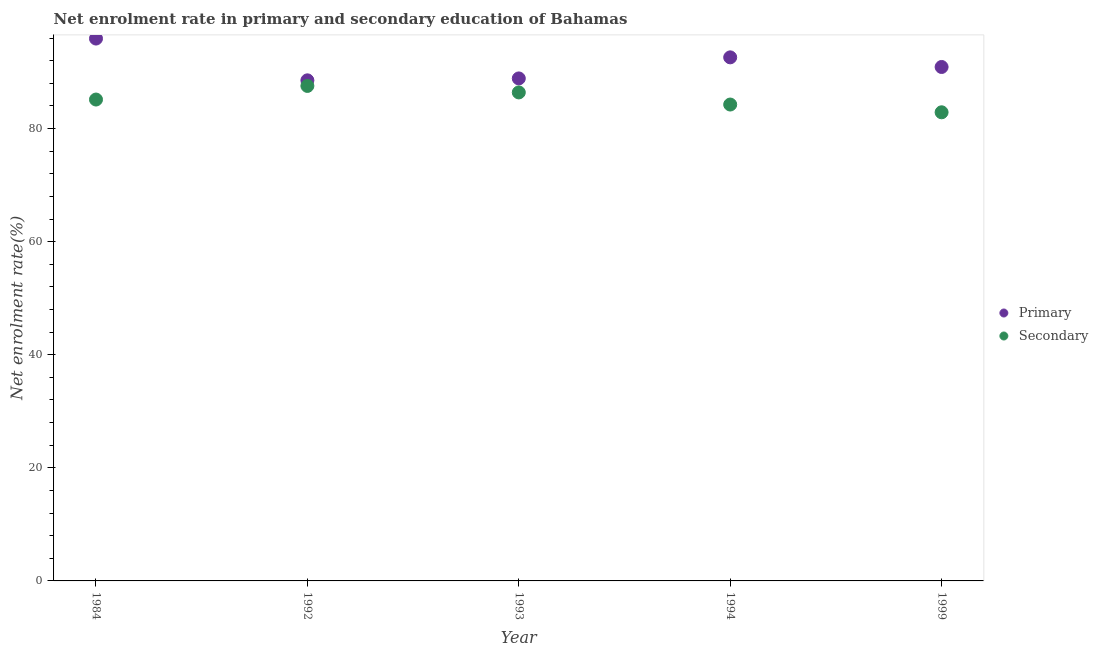 Net enrolment rate in primary and secondary education of Bahamas
Net enrolment rate(%)
80
60
40
20
0
1984
1992
1993
1994
1999
Year
Primary
Secondary